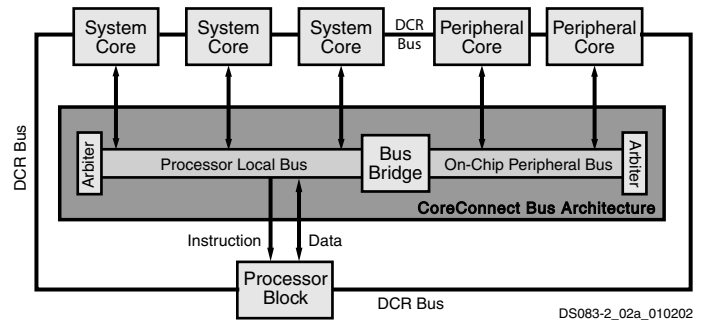 System
Core
System
Core
System
Core
DCR
Bus
Peripheral
Core
Peripheral
Core
DCR Bus
Arbiter
Processor Local Bus
Bus
Bridge
On-Chip Peripheral Bus
Arbiter
CoreConnect Bus Architecture
Instruction
Data
Processor
Block
DCR Bus
DS083-2_02a_010202